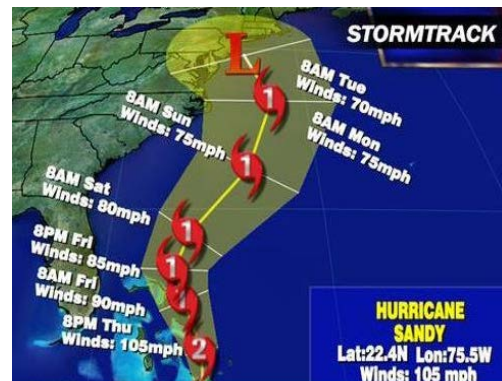 STORMTRACK
L
8AM Tue
Winds: 70mph
1
8AM Sun
Winds: 75mph
8AM Mon
Winds: 75mph
1
8AM Sat
Winds: 80mph
1
8PM Fri
Winds: 85mph
1
8AM Fri
Winds: 90mph
1
8PM Thu
Winds: 105mph
2
HURRICANE
SANDY
Lat:22.4N Lon:75.5W
Winds: 105 mph